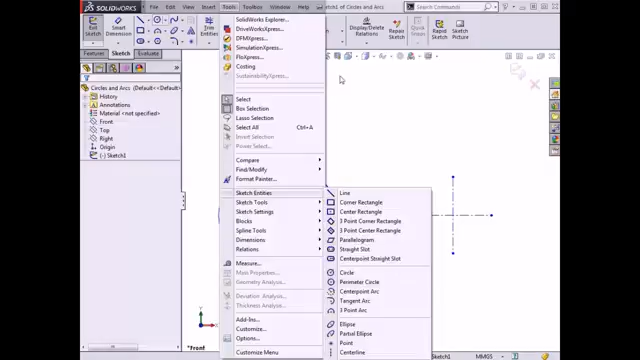 SOLIDWORKS File Edit View Insert Tools Window Help Sketch1 of Circles and Arcs Search Commands
Exit Sketch
Smart Dimension
Trim Entities
Display/Delete Relations
Repair Sketch
Quick Snaps
Rapid Sketch
Sketch Picture
Features Sketch Evaluate
Circles and Arcs (Default<<Default>_D
History
Annotations
Material <not specified>
Front
Top
Right
Origin
(-) Sketch1
SolidWorks Explorer...
DriveWorksXpress...
DFMXpress...
SimulationXpress...
FloXpress...
Costing
SustainabilityXpress...
Select
Box Selection
Lasso Selection
Select All Ctrl+A
Invert Selection
Power Select...
Compare
Find/Modify
Format Painter...
Sketch Entities
Sketch Tools
Sketch Settings
Blocks
Spline Tools
Dimensions
Relations
Measure...
Mass Properties...
Geometry Analysis...
Deviation Analysis...
Thickness Analysis...
Add-Ins...
Customize...
Options...
Customize Menu
Line
Corner Rectangle
Center Rectangle
3 Point Corner Rectangle
3 Point Center Rectangle
Parallelogram
Straight Slot
Centerpoint Straight Slot
Circle
Perimeter Circle
Centerpoint Arc
Tangent Arc
3 Point Arc
Ellipse
Partial Ellipse
Point
Centerline
Y
X
*Front
Sketch1 MMGS